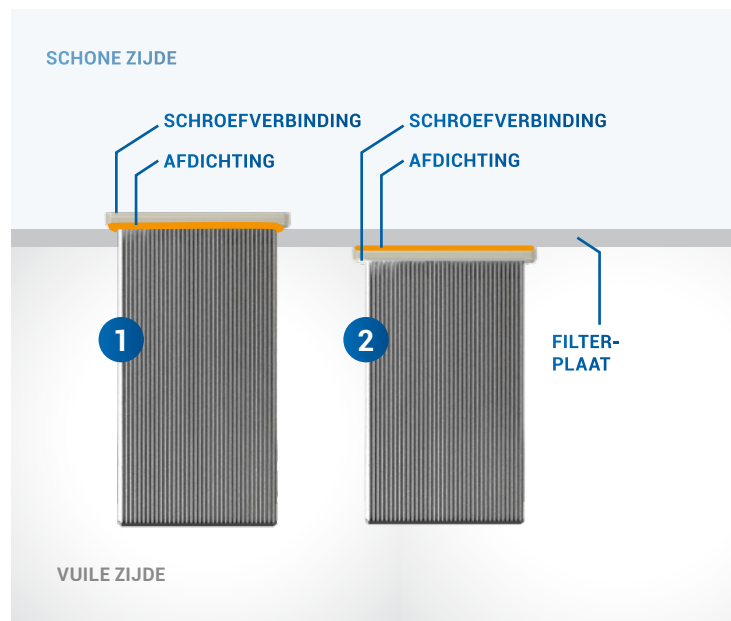 SCHONE ZIJDE
SCHROEFVERBINDING
AFDICHTING
SCHROEFVERBINDING
AFDICHTING
1
2
FILTER-
PLAAT
VUILE ZIJDE